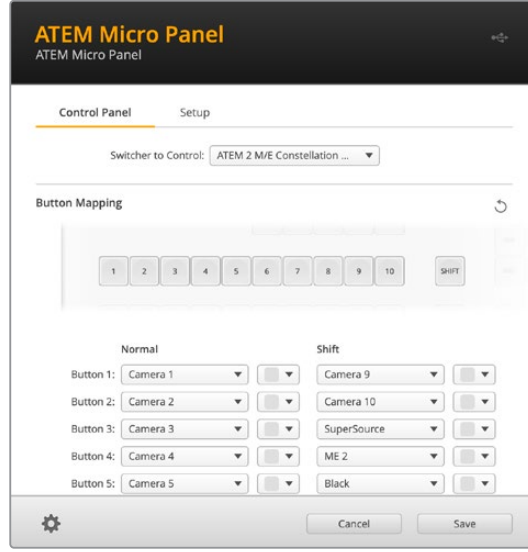 ATEM Micro Panel
ATEM Micro Panel
Control Panel Setup
Switcher to Control: ATEM 2 M/E Constellation ...
Button Mapping
1 2 3 4 5 6 7 8 9 10 SHIFT
Normal Shift
Button 1: Camera 1 Camera 9
Button 2: Camera 2 Camera 10
Button 3: Camera 3 SuperSource
Button 4: Camera 4 ME 2
Button 5: Camera 5 Black
Cancel Save